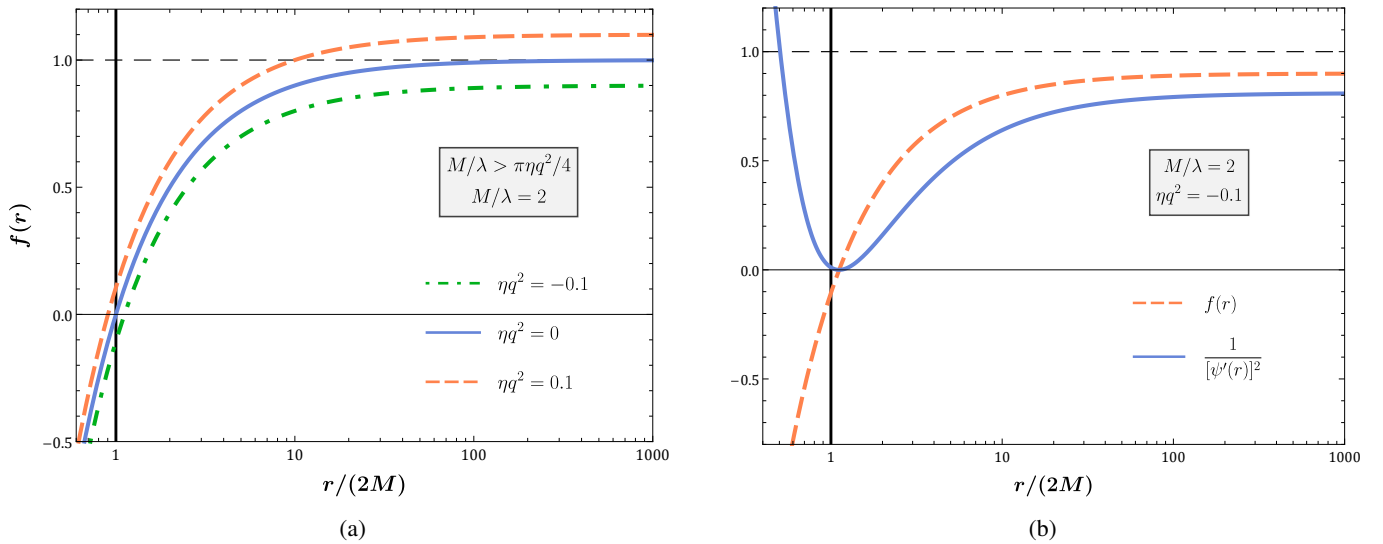 1.0
0.5
0.0
−0.5
f(r)
1
10
100
1000
r/(2M)
M/λ > πηq²/4
M/λ = 2
ηq² = −0.1
ηq² = 0
ηq² = 0.1
(a)
1.0
0.5
0.0
−0.5
1
10
100
1000
r/(2M)
M/λ = 2
ηq² = −0.1
f(r)
1
[ψ′(r)]²
(b)